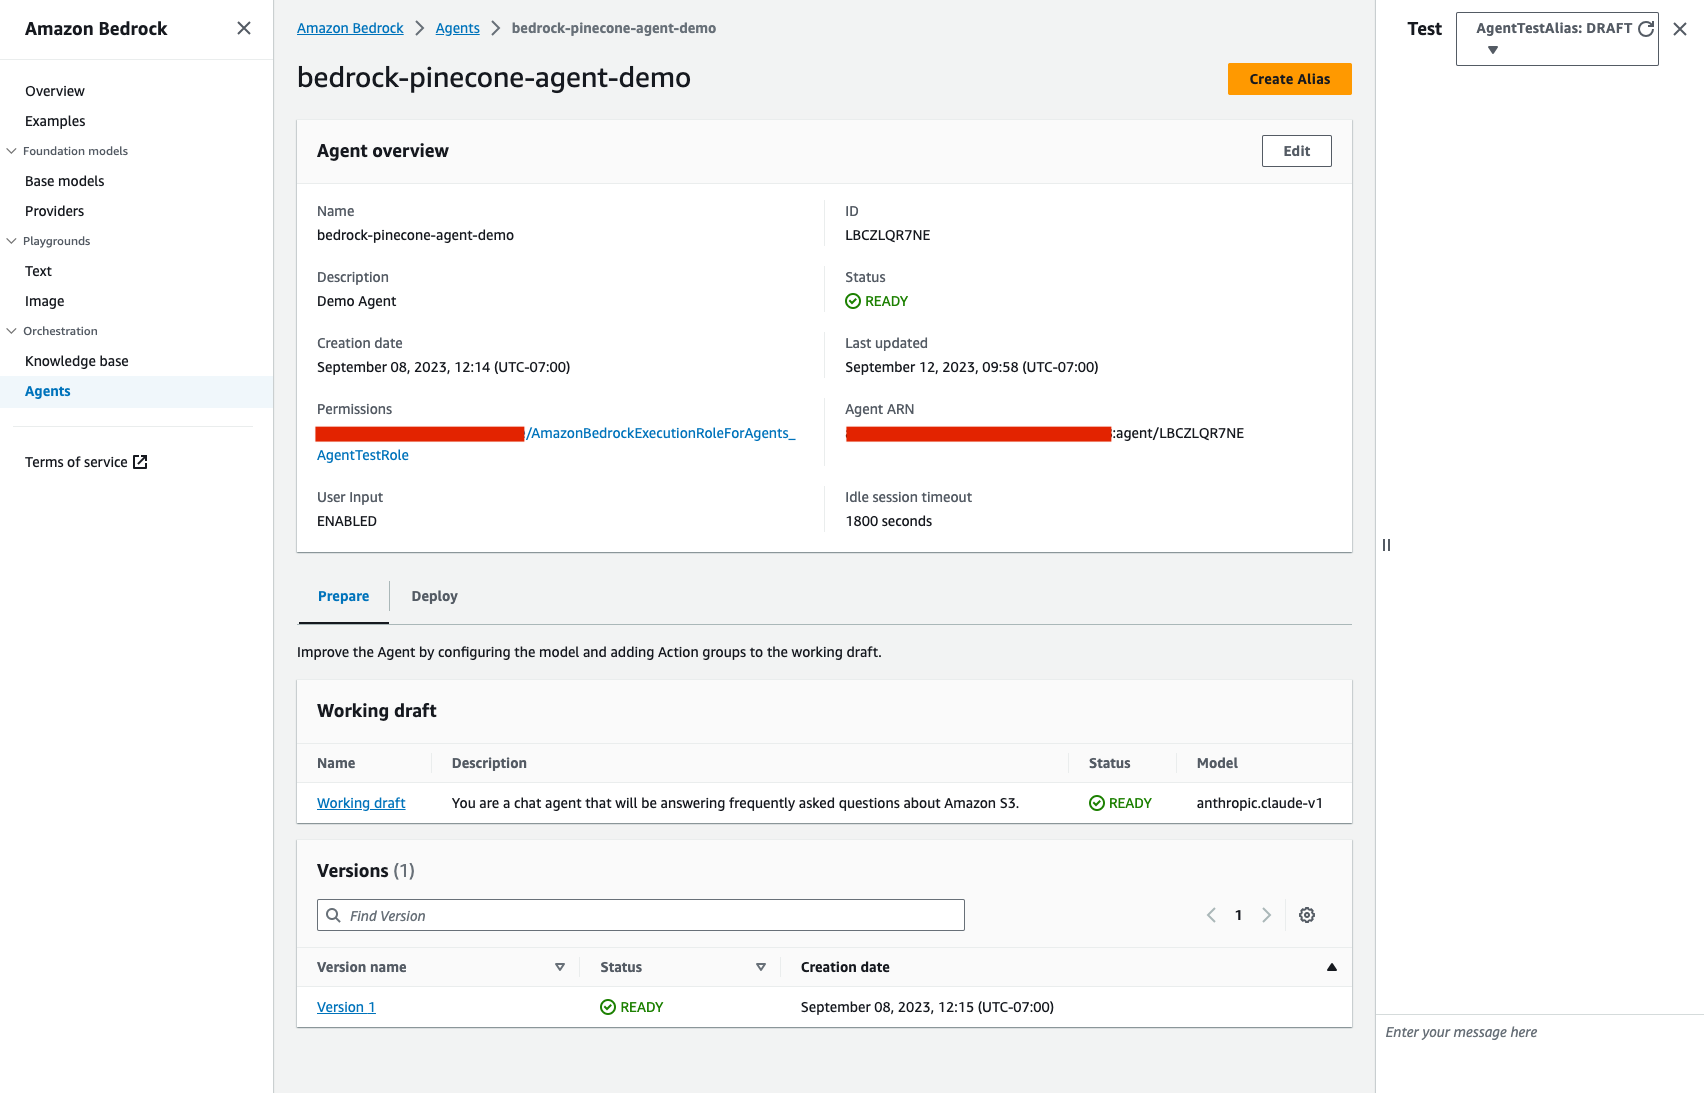 Amazon Bedrock
Overview
Examples
Foundation models
Base models
Providers
Playgrounds
Text
Image
Orchestration
Knowledge base
Agents
Terms of service
Amazon Bedrock > Agents > bedrock-pinecone-agent-demo
bedrock-pinecone-agent-demo
Create Alias
Agent overview
Edit
Name
bedrock-pinecone-agent-demo
ID
LBCZLQR7NE
Description
Demo Agent
Status
READY
Creation date
September 08, 2023, 12:14 (UTC-07:00)
Last updated
September 12, 2023, 09:58 (UTC-07:00)
Permissions
/AmazonBedrockExecutionRoleForAgents_
AgentTestRole
Agent ARN
:agent/LBCZLQR7NE
User Input
ENABLED
Idle session timeout
1800 seconds
Prepare
Deploy
Improve the Agent by configuring the model and adding Action groups to the working draft.
Working draft
Name Description Status Model
Working draft You are a chat agent that will be answering frequently asked questions about Amazon S3. READY anthropic.claude-v1
Versions (1)
Find Version
1
Version name Status Creation date
Version 1 READY September 08, 2023, 12:15 (UTC-07:00)
Test
AgentTestAlias: DRAFT
Enter your message here